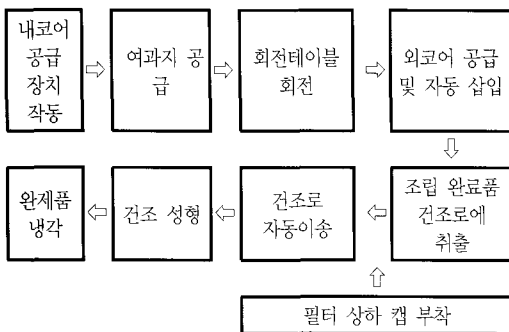 내코어
공급
장치
작동
여과지 공
급
회전테이블
회전
외코어 공급
및 자동 삽입
조립 완료품
건조로에
취출
건조로
자동이송
건조 성형
완제품
냉각
필터 상하 캡 부착